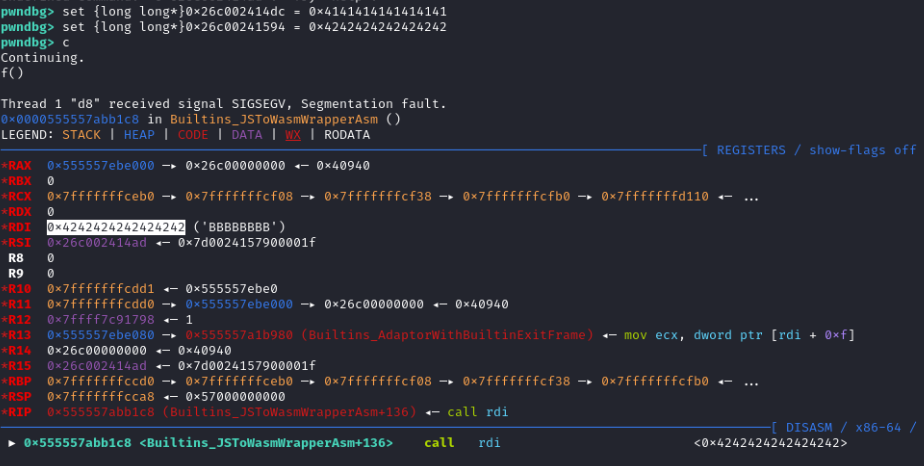 pwndbg> set {long long*}0×26c002414dc = 0×4141414141414141
pwndbg> set {long long*}0×26c00241594 = 0×4242424242424242
pwndbg> c
Continuing.
f()
Thread 1 "d8" received signal SIGSEGV, Segmentation fault.
0×0000555557abb1c8 in Builtins_JSToWasmWrapperAsm ()
LEGEND: STACK | HEAP | CODE | DATA | WX | RODATA
[ REGISTERS / show-flags off
*RAX 0×555557ebe000 —▸ 0×26c00000000 ◂— 0×40940
*RBX 0
*RCX 0×7fffffffceb0 —▸ 0×7fffffffcf08 —▸ 0×7fffffffcf38 —▸ 0×7fffffffcfb0 —▸ 0×7fffffffd110 ◂— ...
*RDX 0
*RDI 0×4242424242424242 ('BBBBBBBB')
*RSI 0×26c002414ad ◂— 0×7d0024157900001f
R8 0
R9 0
*R10 0×7fffffffcdd1 ◂— 0×555557ebe0
*R11 0×7fffffffcdd0 —▸ 0×555557ebe000 —▸ 0×26c00000000 ◂— 0×40940
*R12 0×7ffff7c91798 ◂— 1
*R13 0×555557ebe080 —▸ 0×555557a1b980 (Builtins_AdaptorWithBuiltinExitFrame) ◂— mov ecx, dword ptr [rdi + 0×f]
*R14 0×26c00000000 ◂— 0×40940
*R15 0×26c002414ad ◂— 0×7d0024157900001f
*RBP 0×7fffffffccd0 —▸ 0×7fffffffceb0 —▸ 0×7fffffffcf08 —▸ 0×7fffffffcf38 —▸ 0×7fffffffcfb0 ◂— ...
*RSP 0×7fffffffcca8 ◂— 0×57000000000
*RIP 0×555557abb1c8 (Builtins_JSToWasmWrapperAsm+136) ◂— call rdi
[ DISASM / x86-64 /
► 0×555557abb1c8 <Builtins_JSToWasmWrapperAsm+136> call rdi <0×4242424242424242>